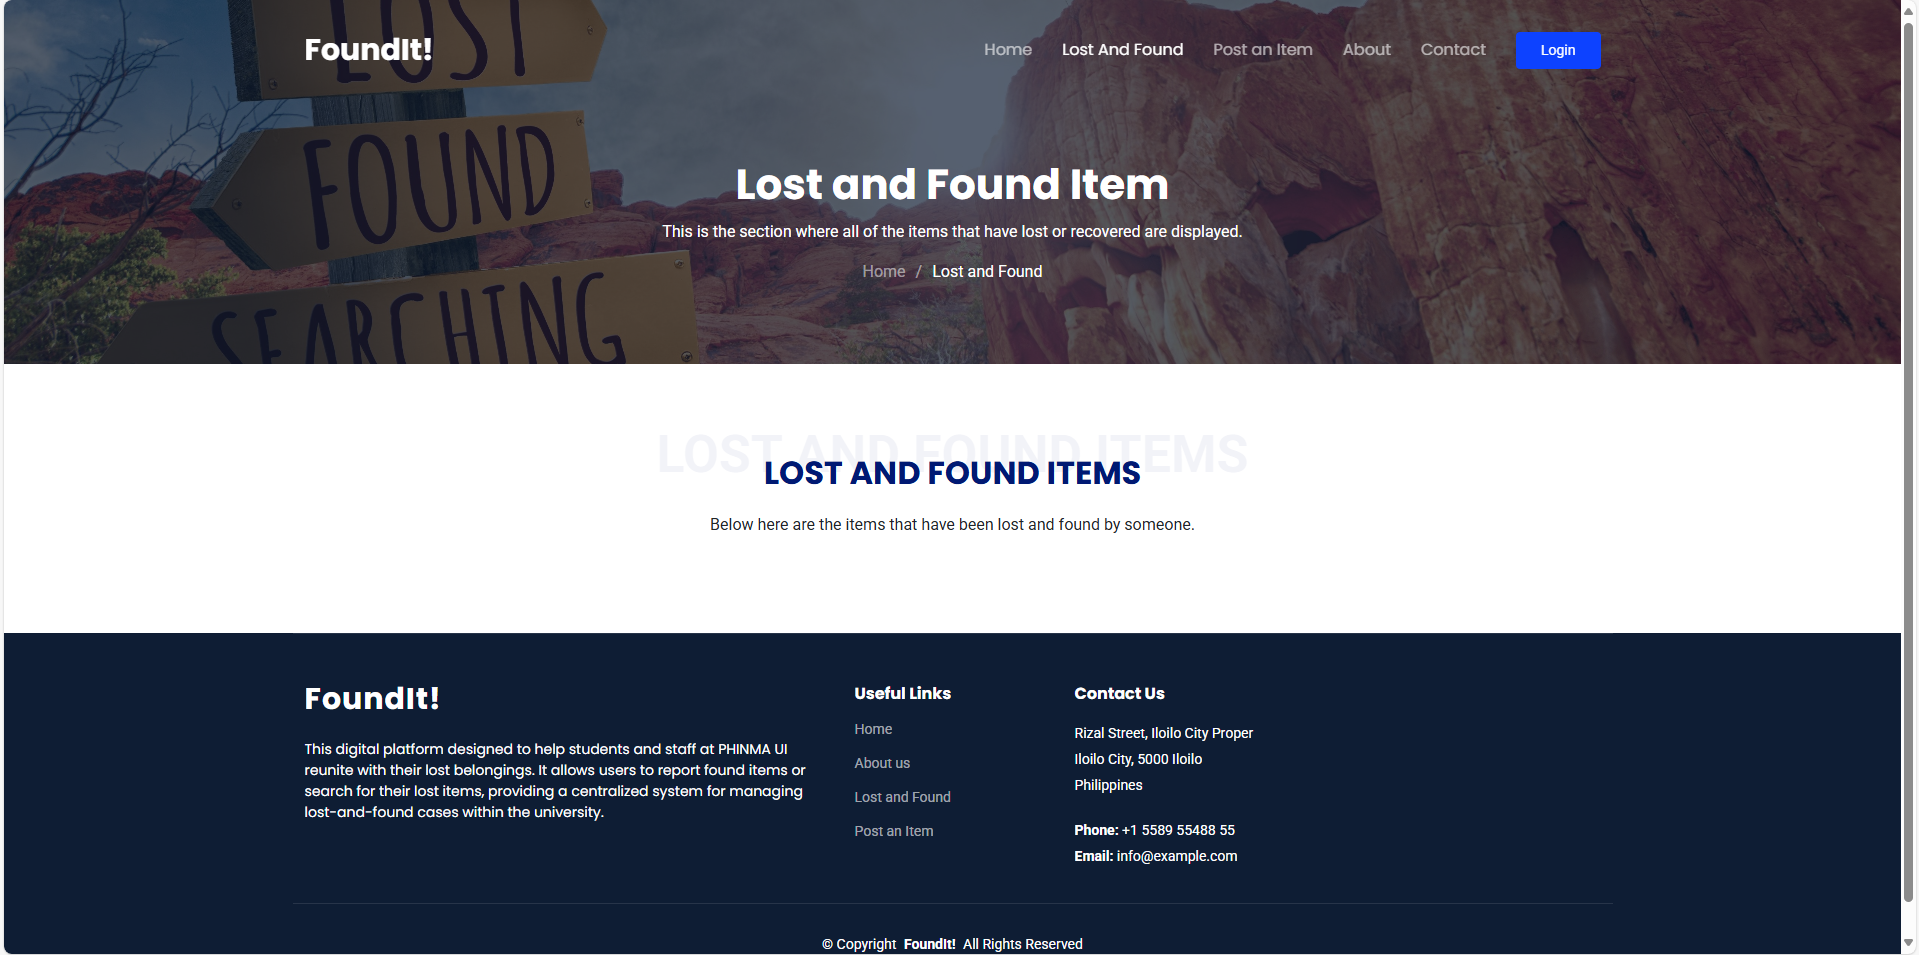 LOST
FOUND
SEARCHING
FoundIt!
Home Lost And Found Post an Item About Contact Login
Lost and Found Item
This is the section where all of the items that have lost or recovered are displayed.
Home / Lost and Found
LOST AND FOUND ITEMS
LOST AND FOUND ITEMS
Below here are the items that have been lost and found by someone.
FoundIt!
This digital platform designed to help students and staff at PHINMA UI
reunite with their lost belongings. It allows users to report found items or
search for their lost items, providing a centralized system for managing
lost-and-found cases within the university.
Useful Links
Home
About us
Lost and Found
Post an Item
Contact Us
Rizal Street, Iloilo City Proper
Iloilo City, 5000 Iloilo
Philippines
Phone: +1 5589 55488 55
Email: info@example.com
© Copyright FoundIt! All Rights Reserved